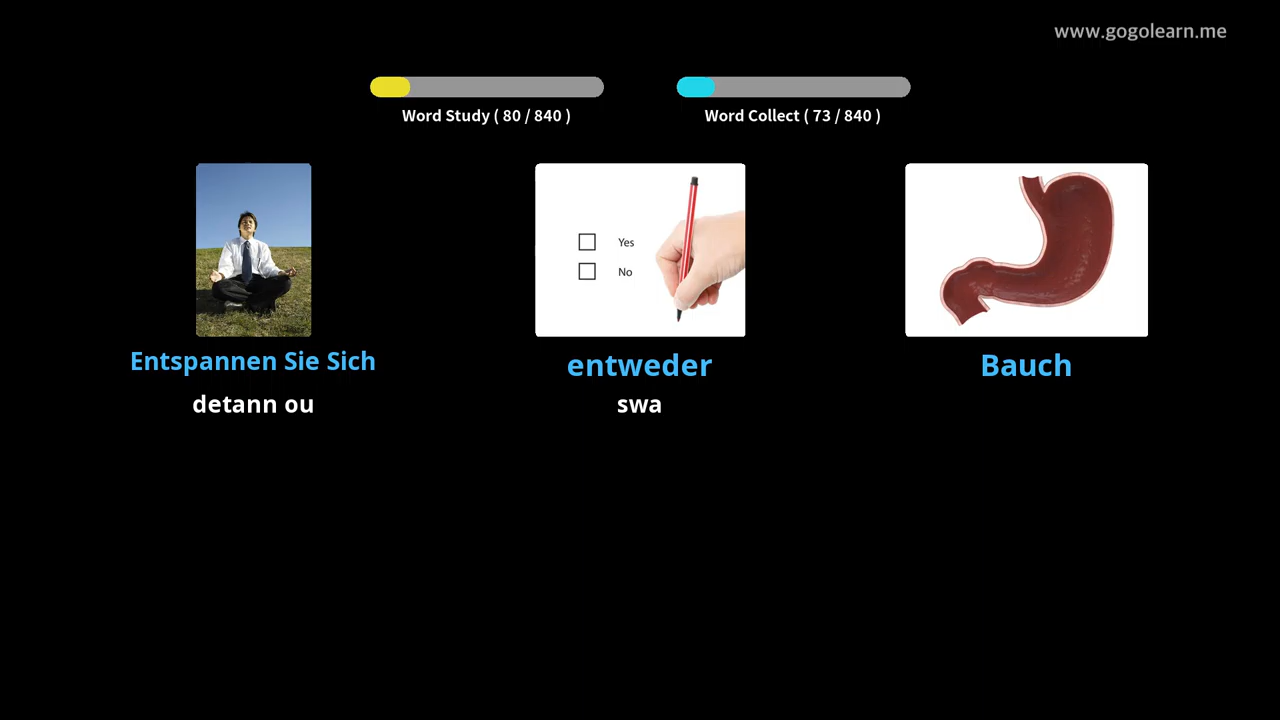 www.gogolearn.me
Word Study ( 80 / 840 )
Word Collect ( 73 / 840 )
Yes
No
Entspannen Sie Sich
entweder
Bauch
detann ou
swa